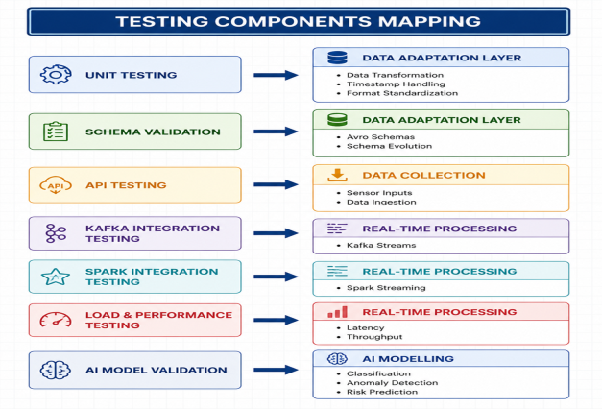 TESTING COMPONENTS MAPPING
UNIT TESTING
DATA ADAPTATION LAYER
• Data Transformation
• Timestamp Handling
• Format Standardization
SCHEMA VALIDATION
DATA ADAPTATION LAYER
• Avro Schemas
• Schema Evolution
API
API TESTING
DATA COLLECTION
• Sensor Inputs
• Data Ingestion
KAFKA INTEGRATION
TESTING
REAL-TIME PROCESSING
• Kafka Streams
SPARK INTEGRATION
TESTING
REAL-TIME PROCESSING
• Spark Streaming
LOAD & PERFORMANCE
TESTING
REAL-TIME PROCESSING
• Latency
• Throughput
AI MODEL VALIDATION
AI MODELLING
• Classification
• Anomaly Detection
• Risk Prediction